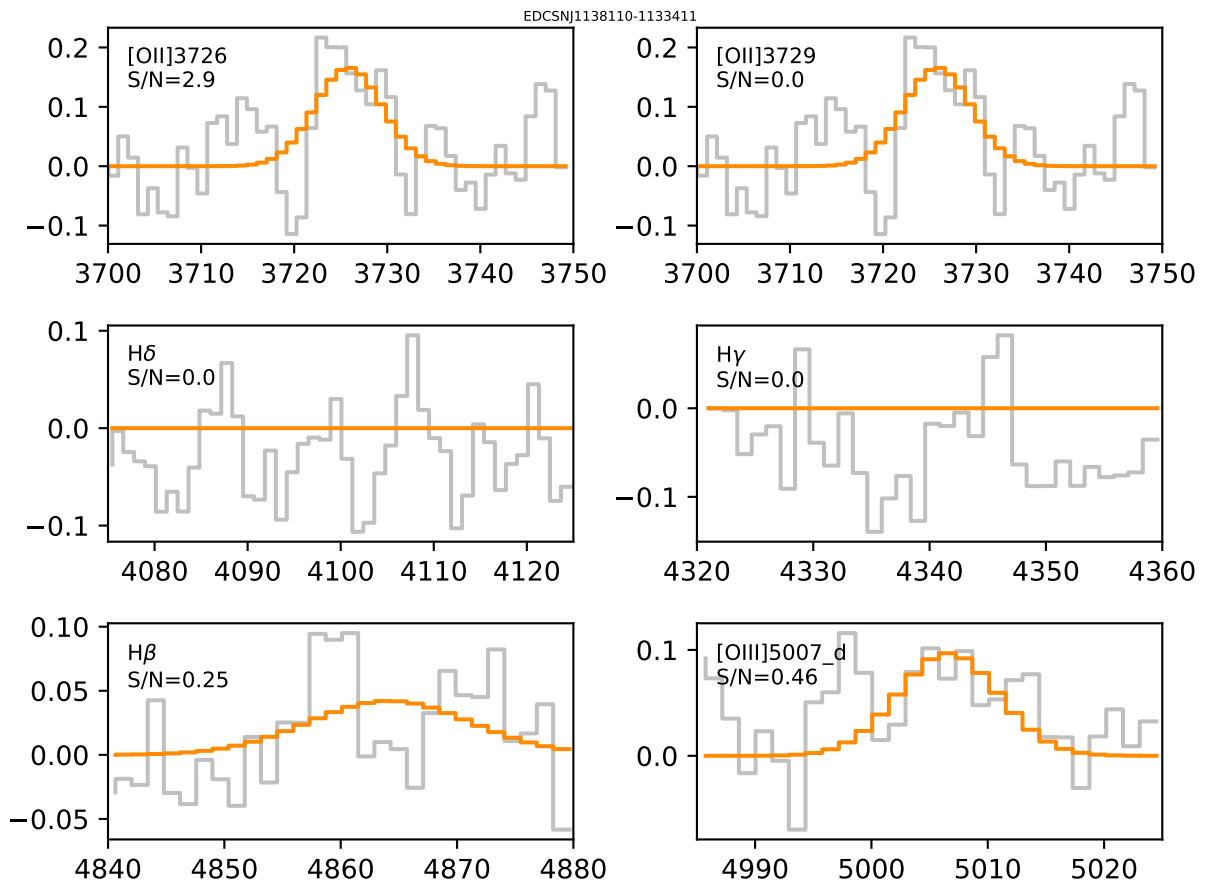 EDCSNJ1138110-1133411
[OII]3726
S/N=2.9
0.2
0.1
0.0
−0.1
3700 3710 3720 3730 3740 3750
[OII]3729
S/N=0.0
0.2
0.1
0.0
−0.1
3700 3710 3720 3730 3740 3750
Hδ
S/N=0.0
0.1
0.0
−0.1
4080 4090 4100 4110 4120
Hγ
S/N=0.0
0.0
−0.1
4320 4330 4340 4350 4360
Hβ
S/N=0.25
0.10
0.05
0.00
−0.05
4840 4850 4860 4870 4880
[OIII]5007_d
S/N=0.46
0.1
0.0
4990 5000 5010 5020